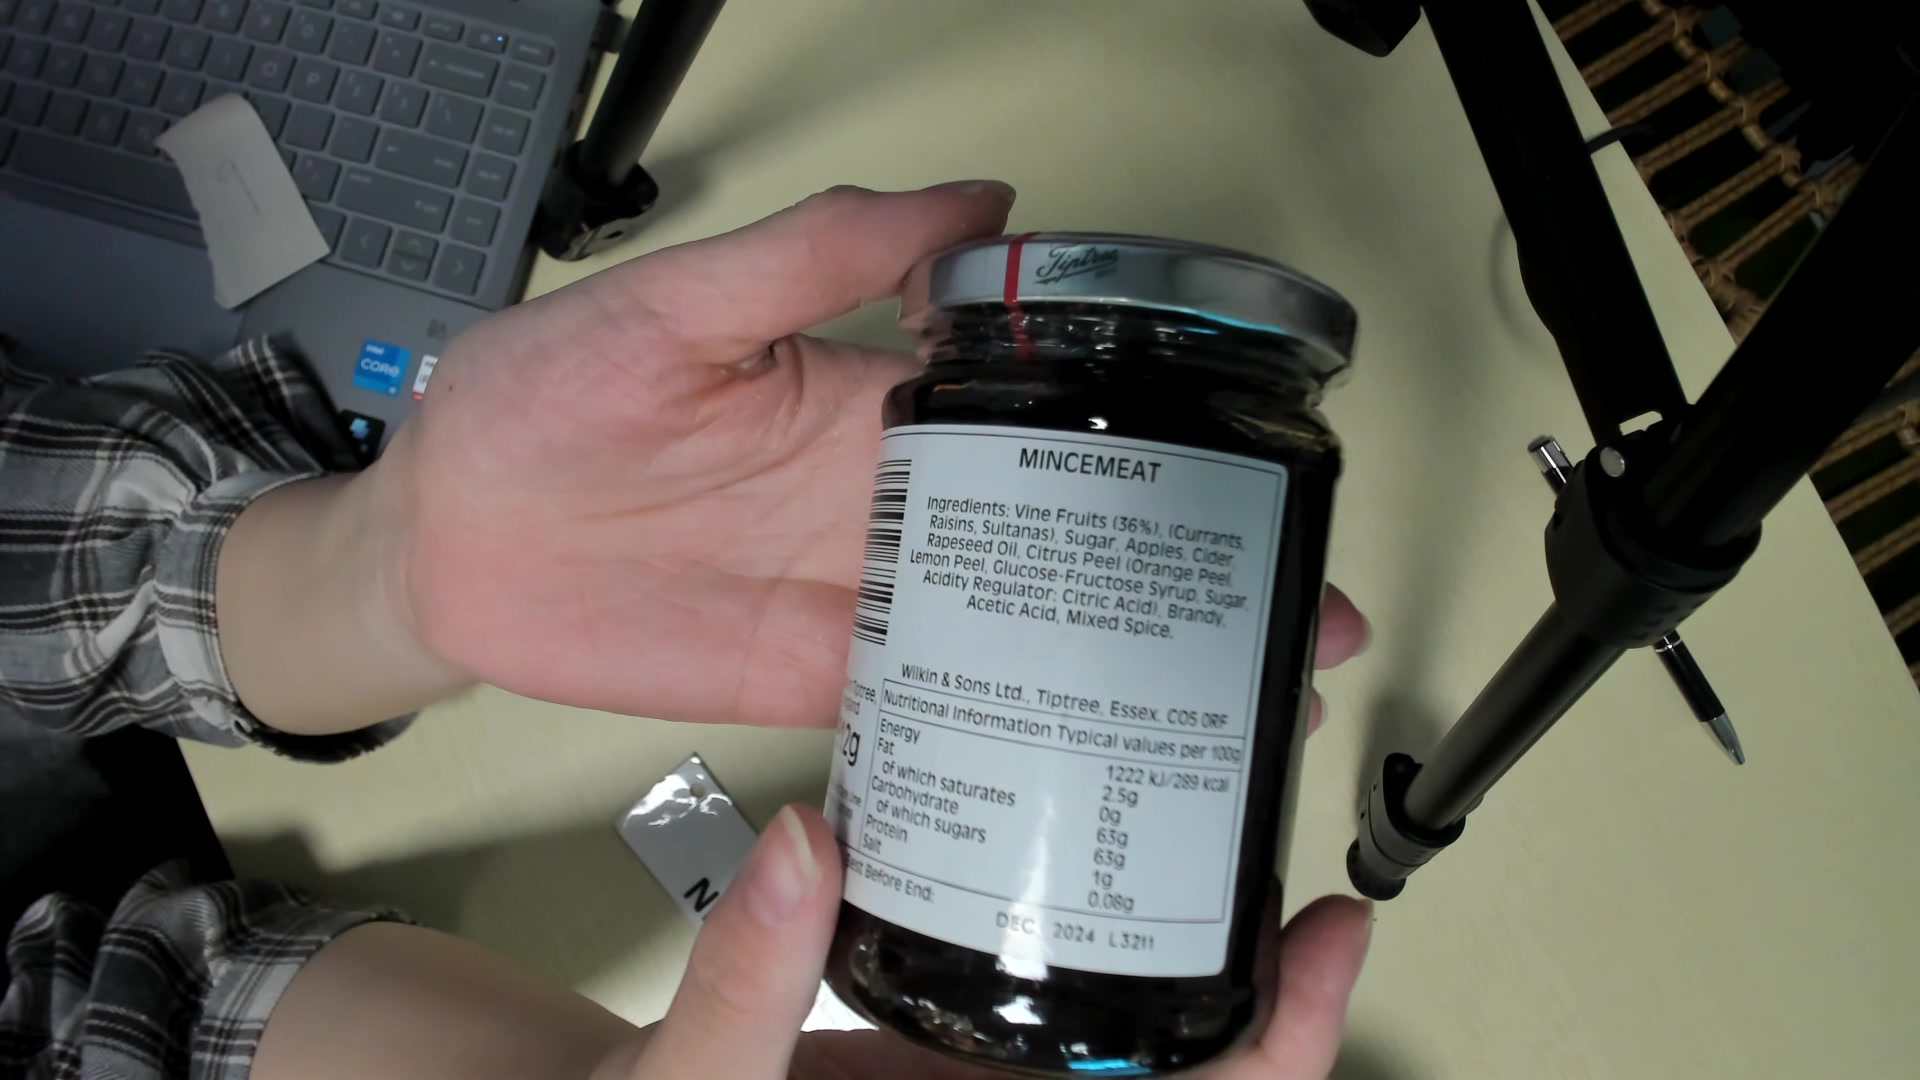 Tiptree
MINCEMEAT
Ingredients: Vine Fruits (36%), (Currants,
Raisins, Sultanas), Sugar, Apples, Cider,
Rapeseed Oil, Citrus Peel (Orange Peel,
Lemon Peel, Glucose-Fructose Syrup, Sugar,
Acidity Regulator: Citric Acid), Brandy,
Acetic Acid, Mixed Spice.
Wilkin & Sons Ltd., Tiptree, Essex. CO5 0RF
Nutritional Information Typical values per 100g
Energy 1222 kJ/289 kcal
Fat 2.5g
of which saturates 0g
Carbohydrate 63g
of which sugars 63g
Protein 1g
Salt 0.08g
Best Before End:
DEC. 2024 L3211
Tiptree,
2g
intel
CORE